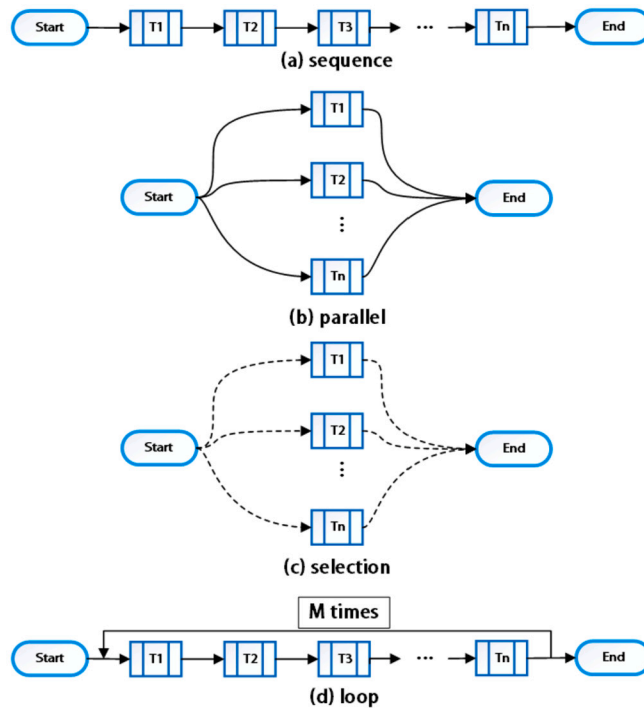 Start T1 T2 T3 ... Tn End
(a) sequence
T1
T2
Start End
⋮
Tn
(b) parallel
T1
T2
Start End
⋮
Tn
(c) selection
M times
Start T1 T2 T3 ... Tn End
(d) loop